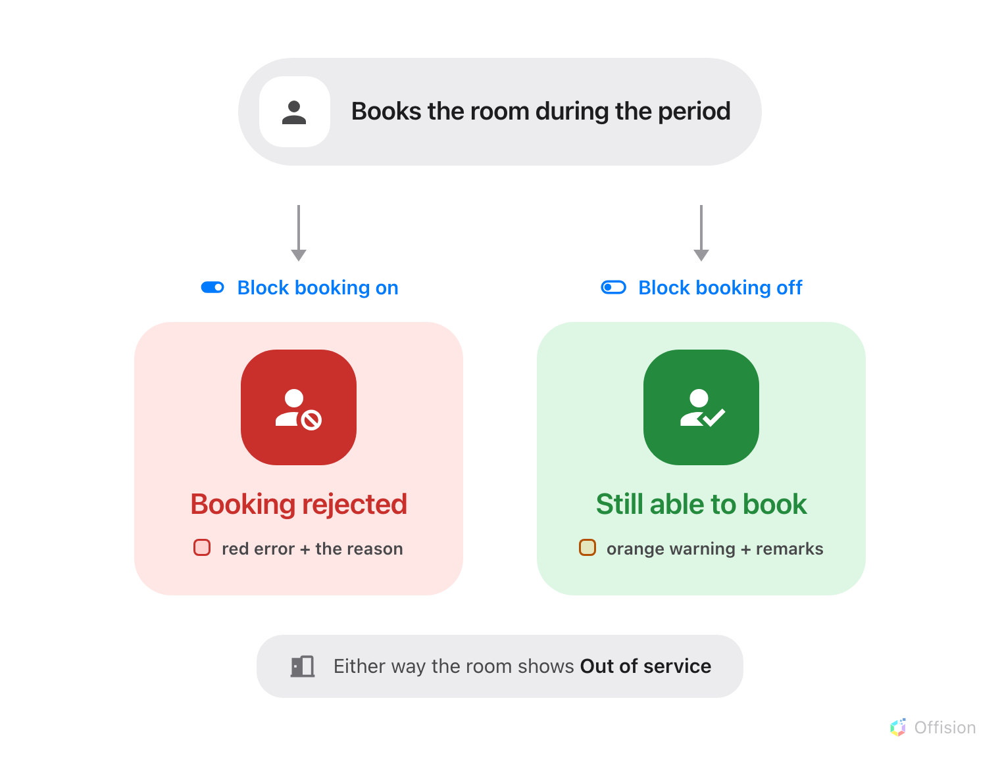 Books the room during the period
Block booking on
Block booking off
Booking rejected
red error + the reason
Still able to book
orange warning + remarks
Either way the room shows Out of service
Offision